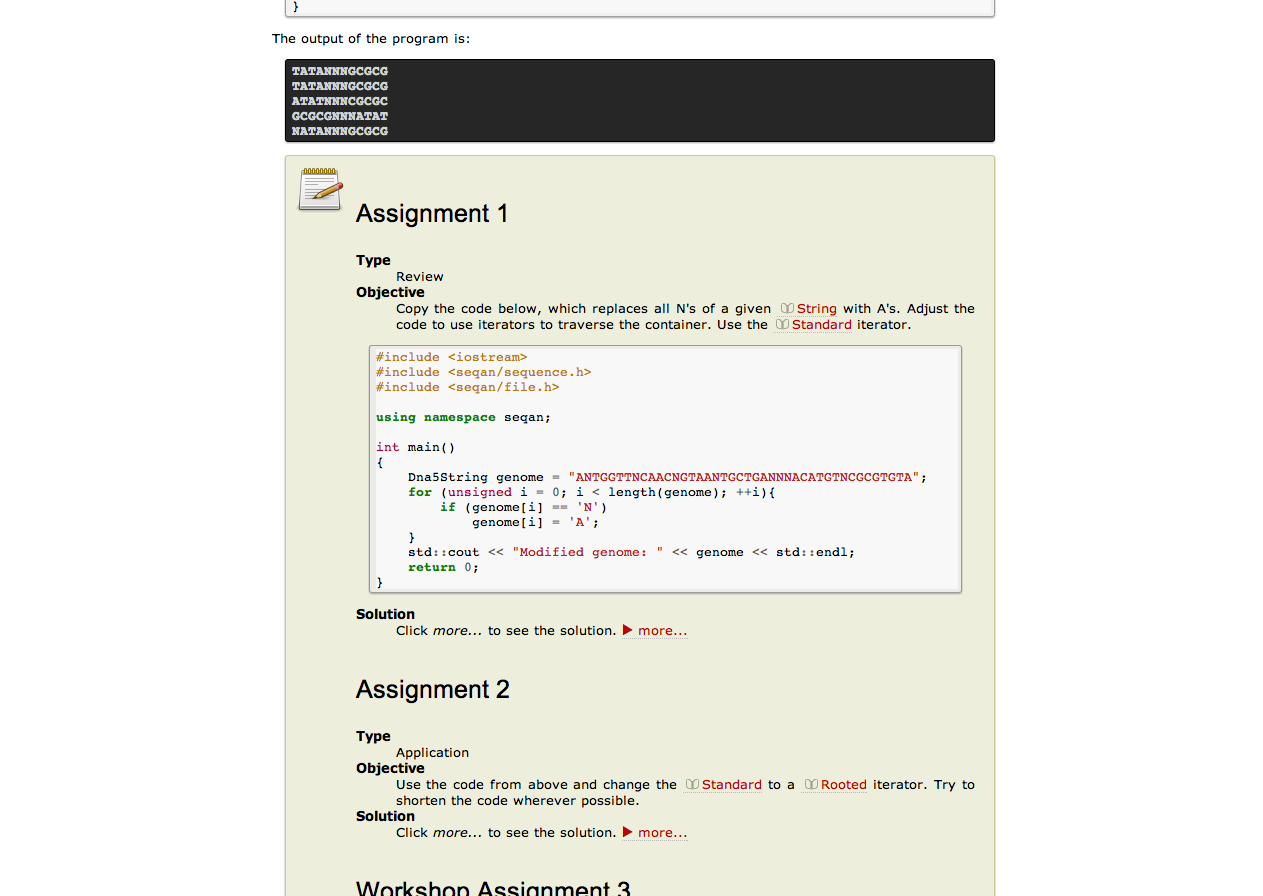 }
The output of the program is:
TATANNNGCGCG
TATANNNGCGCG
ATATNNNCGCGC
GCGCGNNNATAT
NATANNNGCGCG
Assignment 1
Type
Review
Objective
Copy the code below, which replaces all N's of a given String with A's. Adjust the
code to use iterators to traverse the container. Use the Standard iterator.
#include <iostream>
#include <seqan/sequence.h>
#include <seqan/file.h>
using namespace seqan;
int main()
{
Dna5String genome = "ANTGGTTNCAACNGTAANTGCTGANNNACATGTNCGCGTGTA";
for (unsigned i = 0; i < length(genome); ++i){
if (genome[i] == 'N')
genome[i] = 'A';
}
std::cout << "Modified genome: " << genome << std::endl;
return 0;
}
Solution
Click more... to see the solution. ▶ more...
Assignment 2
Type
Application
Objective
Use the code from above and change the Standard to a Rooted iterator. Try to
shorten the code wherever possible.
Solution
Click more... to see the solution. ▶ more...
Workshop Assignment 3